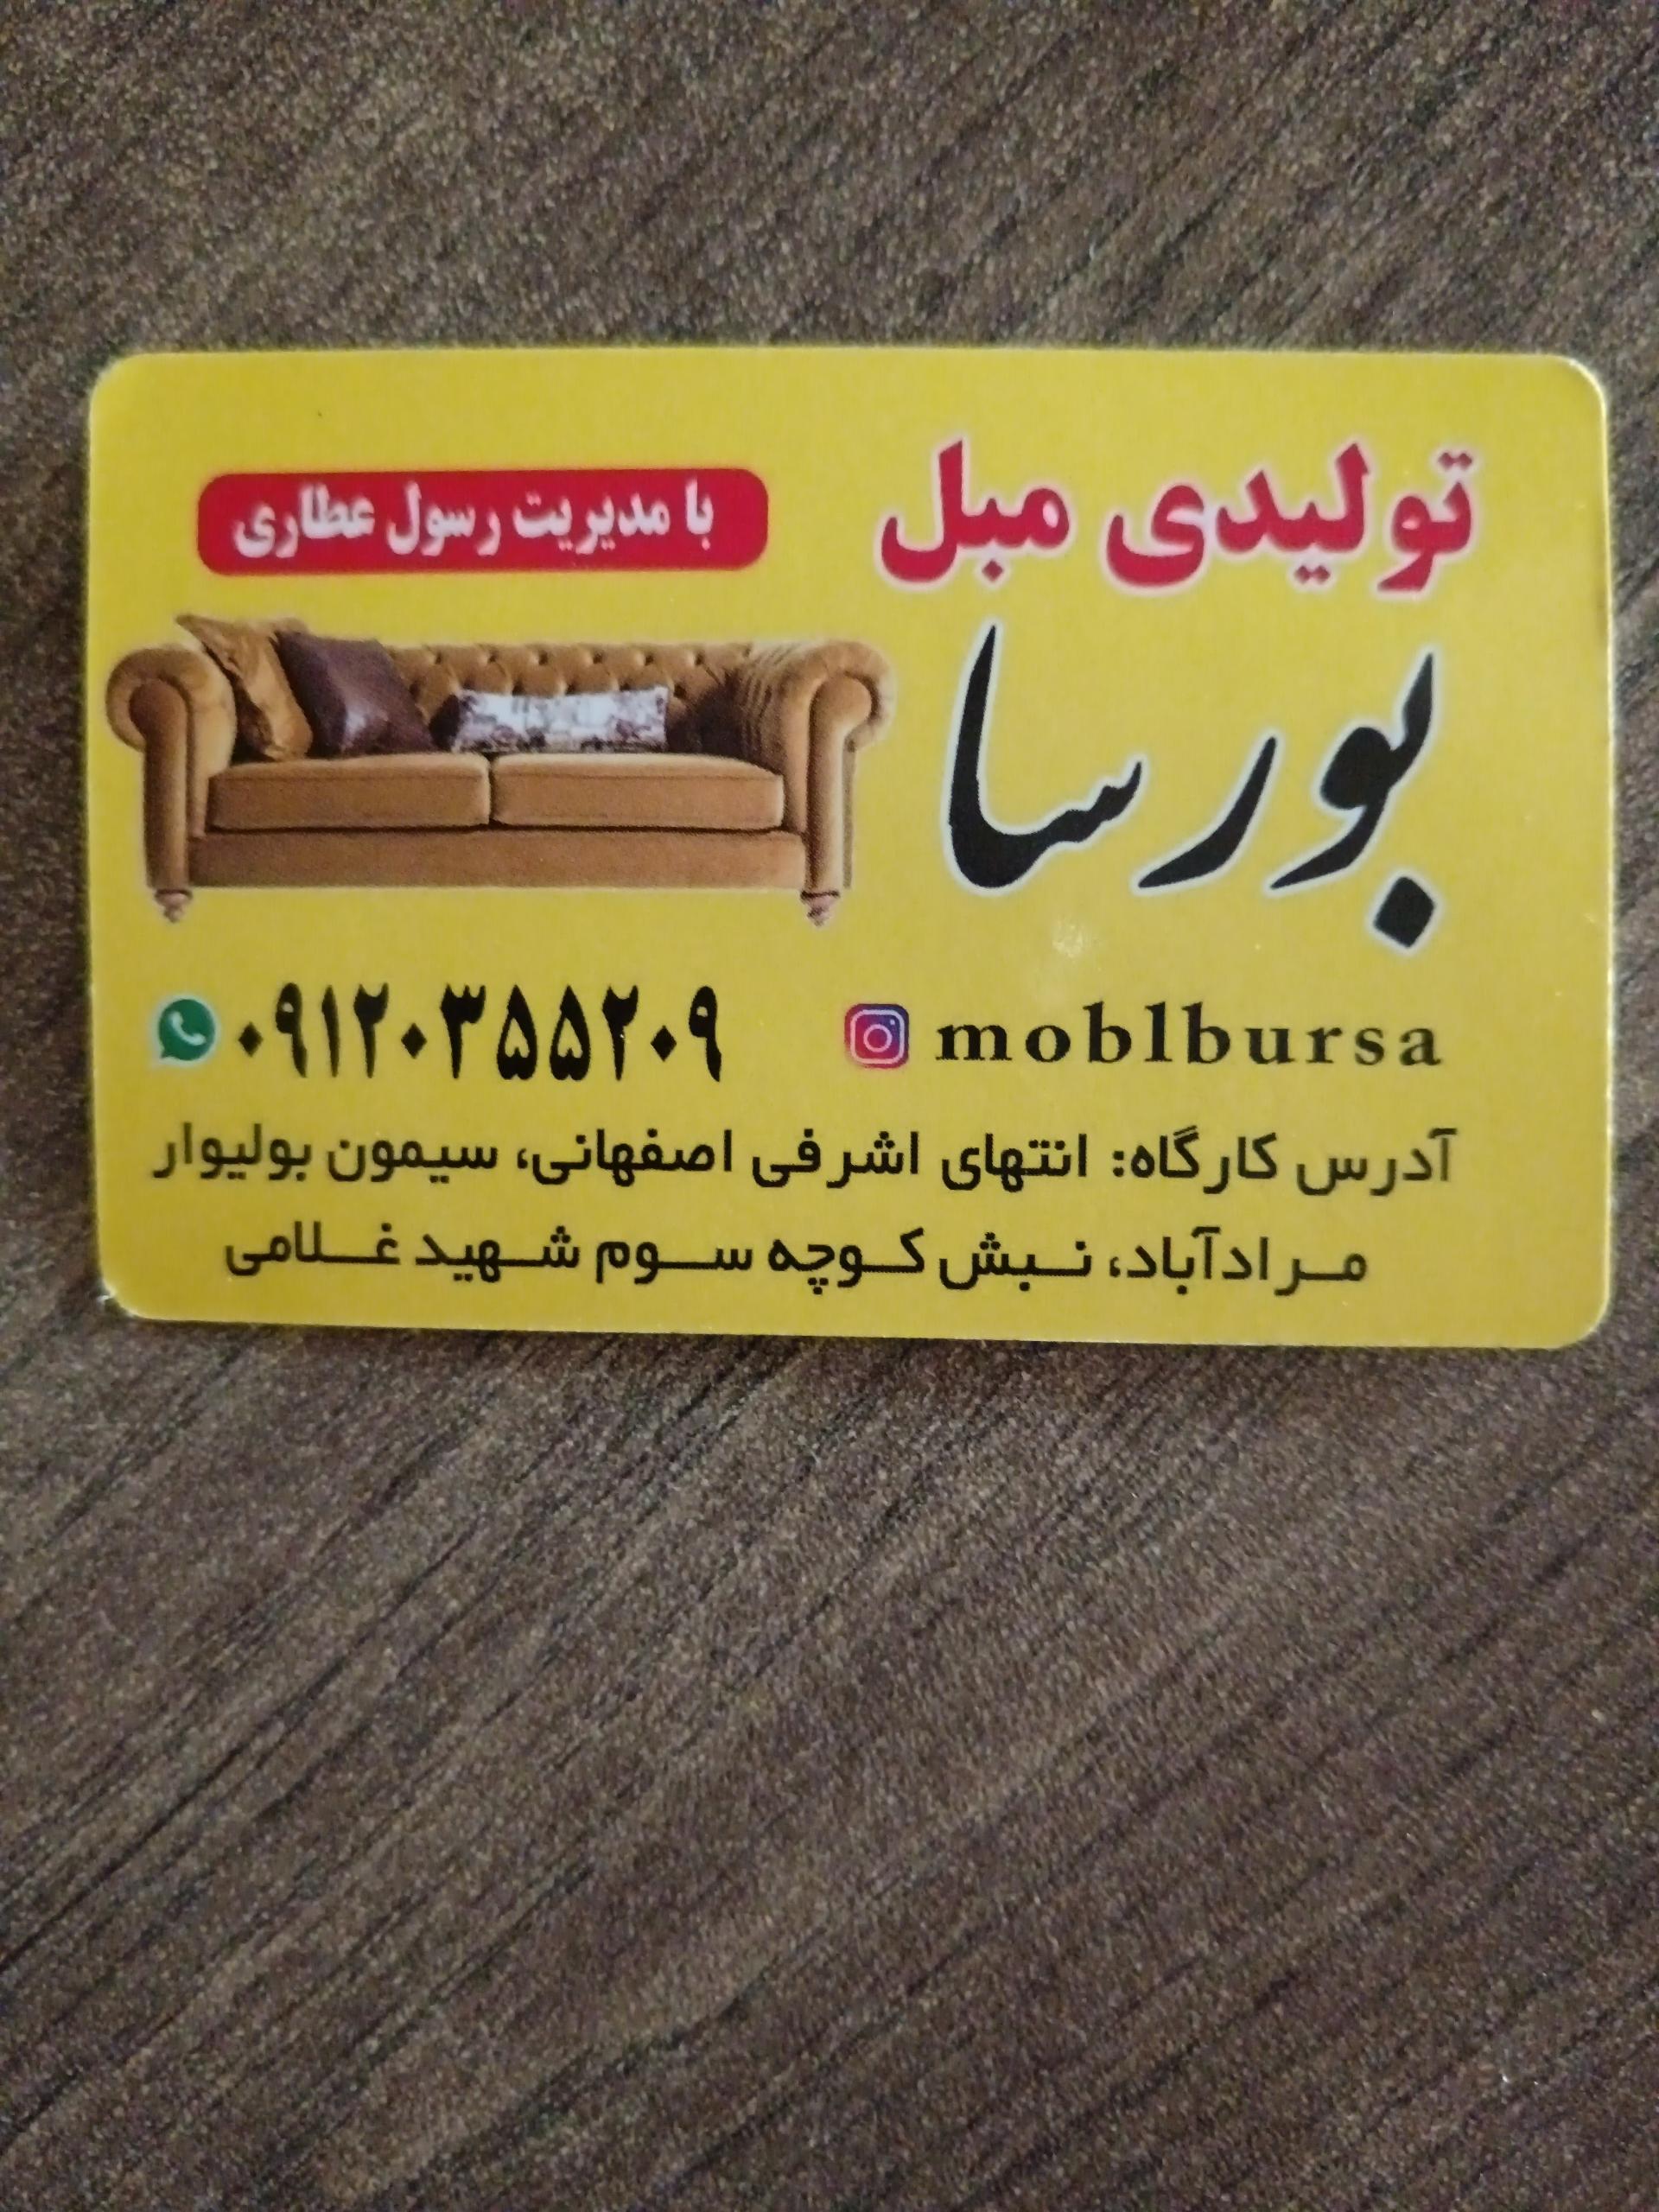 تولیدی مبل
با مدیریت رسول عطاری
بورسا
moblbursa
۰۹۱۲۰۳۵۵۲۰۹
آدرس کارگاه: انتهای اشرفی اصفهانی، سیمون بولیوار
مرادآباد، نبش کوچه سوم شهید غلامی